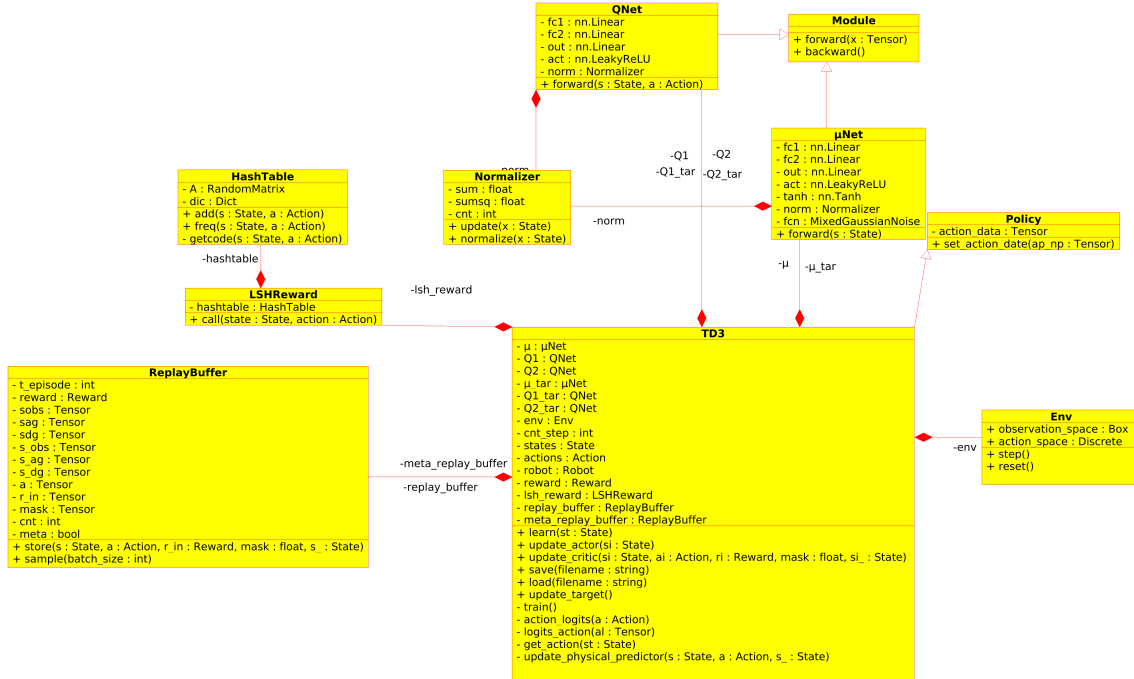 QNet
- fc1 : nn.Linear
- fc2 : nn.Linear
- out : nn.Linear
- act : nn.LeakyReLU
- norm : Normalizer
+ forward(s : State, a : Action)
Module
+ forward(x : Tensor)
+ backward()
µNet
- fc1 : nn.Linear
- fc2 : nn.Linear
- out : nn.Linear
- act : nn.LeakyReLU
- tanh : nn.Tanh
- norm : Normalizer
- fcn : MixedGaussianNoise
+ forward(s : State)
-Q1
-Q2
-Q1_tar
-Q2_tar
-norm
Normalizer
- sum : float
- sumsq : float
- cnt : int
+ update(x : State)
+ normalize(x : State)
-norm
HashTable
- A : RandomMatrix
- dic : Dict
+ add(s : State, a : Action)
+ freq(s : State, a : Action)
- getcode(s : State, a : Action)
-hashtable
Policy
- action_data : Tensor
+ set_action_date(ap_np : Tensor)
-µ
-µ_tar
LSHReward
- hashtable : HashTable
+ call(state : State, action : Action)
-lsh_reward
TD3
- µ : µNet
- Q1 : QNet
- Q2 : QNet
- µ_tar : µNet
- Q1_tar : QNet
- Q2_tar : QNet
- env : Env
- cnt_step : int
- states : State
- actions : Action
- robot : Robot
- reward : Reward
- lsh_reward : LSHReward
- replay_buffer : ReplayBuffer
- meta_replay_buffer : ReplayBuffer
+ learn(st : State)
+ update_actor(si : State)
+ update_critic(si : State, ai : Action, ri : Reward, mask : float, si_ : State)
+ save(filename : string)
+ load(filename : string)
+ update_target()
- train()
- action_logits(a : Action)
- logits_action(al : Tensor)
- get_action(st : State)
- update_physical_predictor(s : State, a : Action, s_ : State)
ReplayBuffer
- t_episode : int
- reward : Reward
- sobs : Tensor
- sag : Tensor
- sdg : Tensor
- s_obs : Tensor
- s_ag : Tensor
- s_dg : Tensor
- a : Tensor
- r_in : Tensor
- mask : Tensor
- cnt : int
- meta : bool
+ store(s : State, a : Action, r_in : Reward, mask : float, s_ : State)
+ sample(batch_size : int)
-meta_replay_buffer
-replay_buffer
Env
+ observation_space : Box
+ action_space : Discrete
+ step()
+ reset()
-env